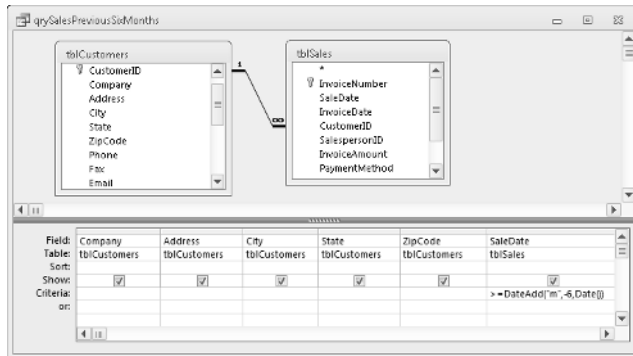 qrySalesPreviousSixMonths
tblCustomers
CustomerID
Company
Address
City
State
ZipCode
Phone
Fax
Email
1
∞
tblSales
*
InvoiceNumber
SaleDate
InvoiceDate
CustomerID
SalespersonID
InvoiceAmount
PaymentMethod
Field: Company Address City State ZipCode SaleDate
Table: tblCustomers tblCustomers tblCustomers tblCustomers tblCustomers tblSales
Sort:
Show:
Criteria: >=DateAdd("m",-6,Date())
or: